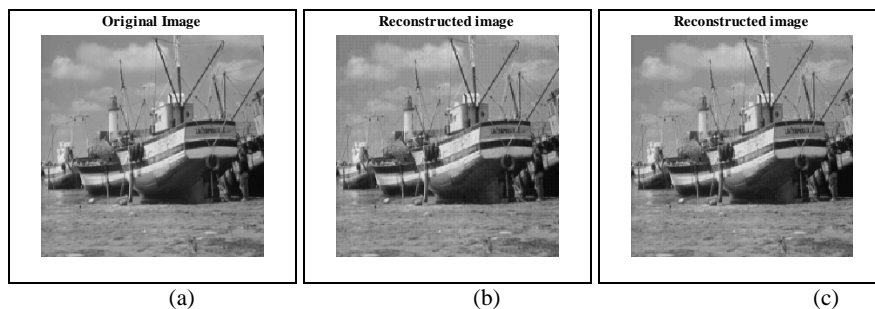 Original Image
Reconstructed image
Reconstructed image
(a)
(b)
(c)